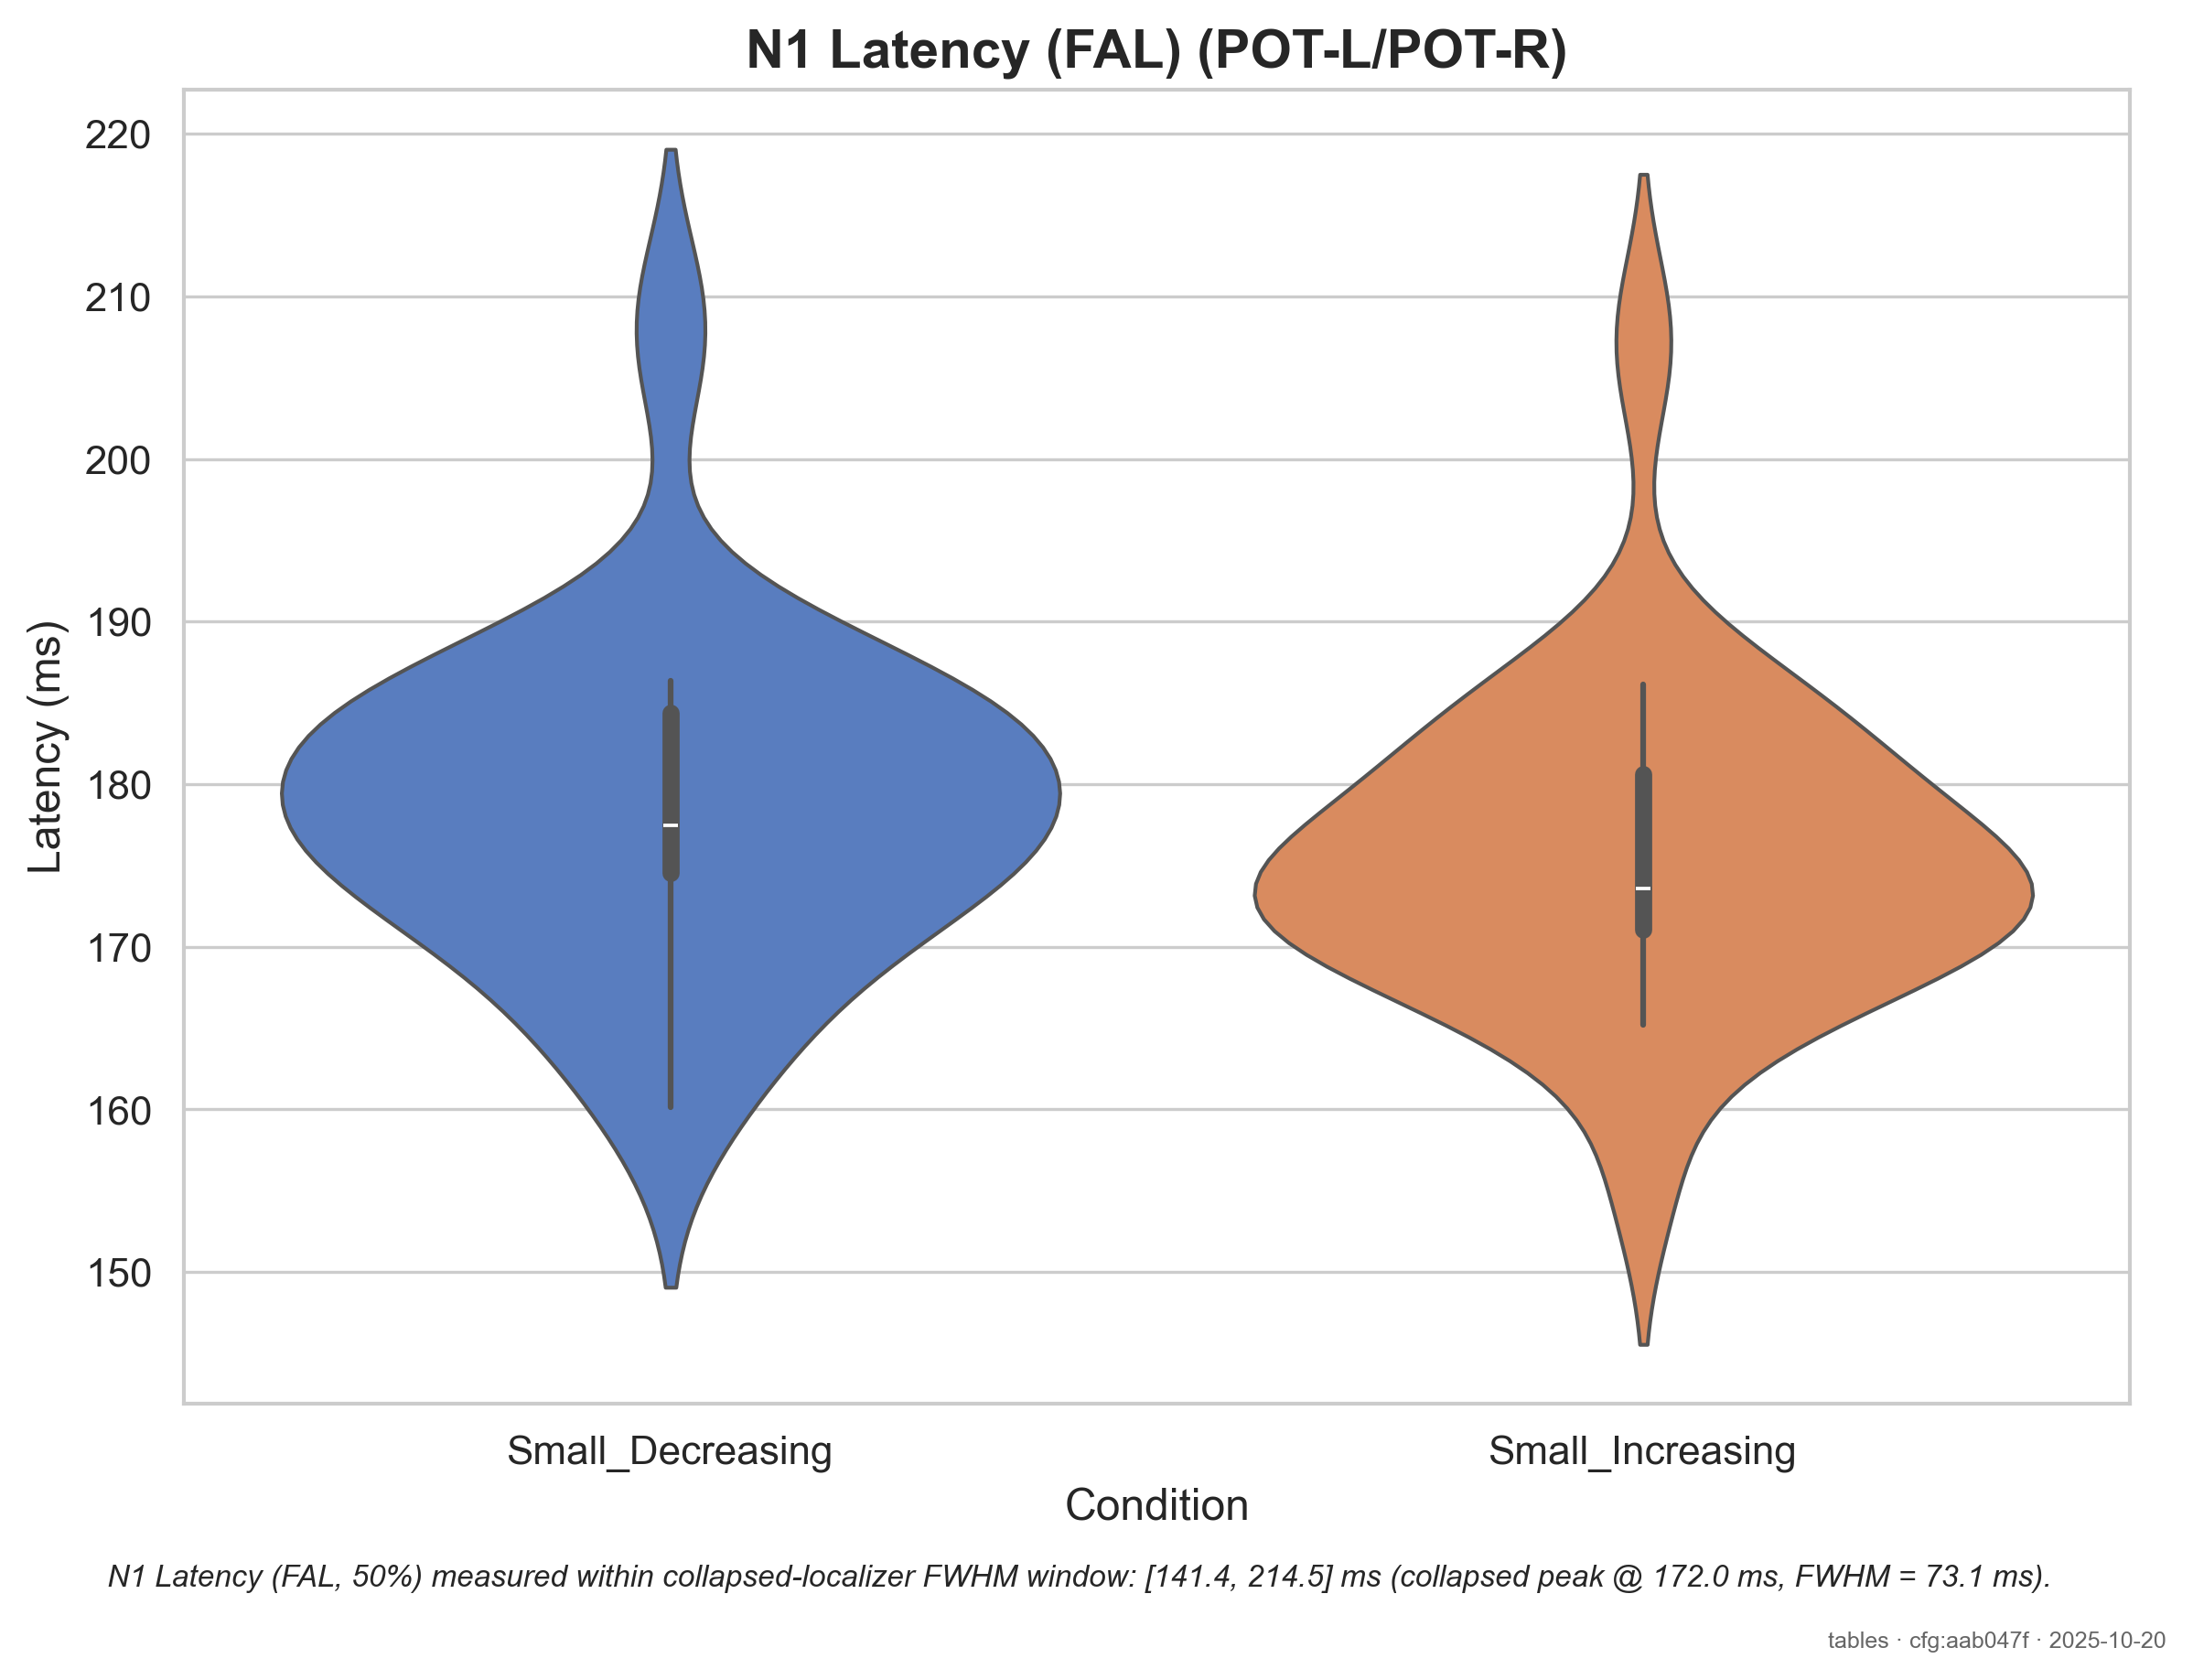 N1 Latency (FAL) (POT-L/POT-R)
Latency (ms)
220
210
200
190
180
170
160
150
Small_Decreasing
Small_Increasing
Condition
N1 Latency (FAL, 50%) measured within collapsed-localizer FWHM window: [141.4, 214.5] ms (collapsed peak @ 172.0 ms, FWHM = 73.1 ms).
tables · cfg:aab047f · 2025-10-20